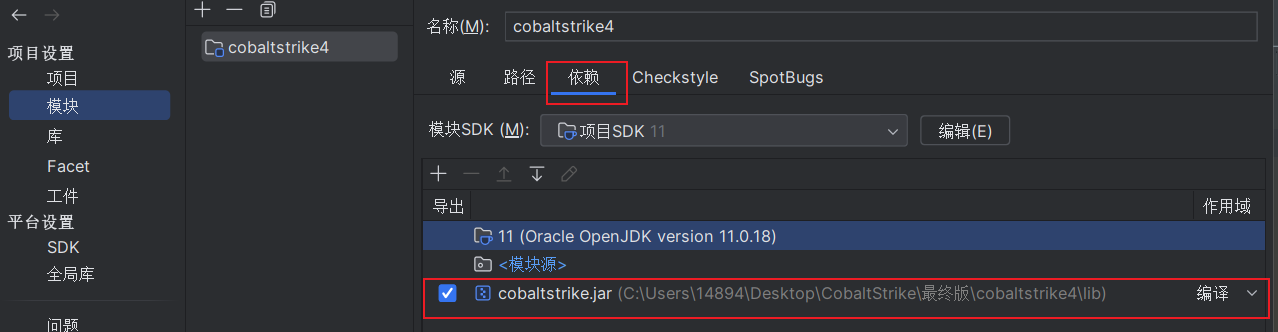 项目设置
项目
模块
库
Facet
工件
平台设置
SDK
全局库
问题
cobaltstrike4
名称(M): cobaltstrike4
源 路径 依赖 Checkstyle SpotBugs
模块SDK (M): 项目SDK 11 编辑(E)
导出 作用域
11 (Oracle OpenJDK version 11.0.18)
<模块源>
cobaltstrike.jar (C:\Users\14894\Desktop\CobaltStrike\最终版\cobaltstrike4\lib) 编译